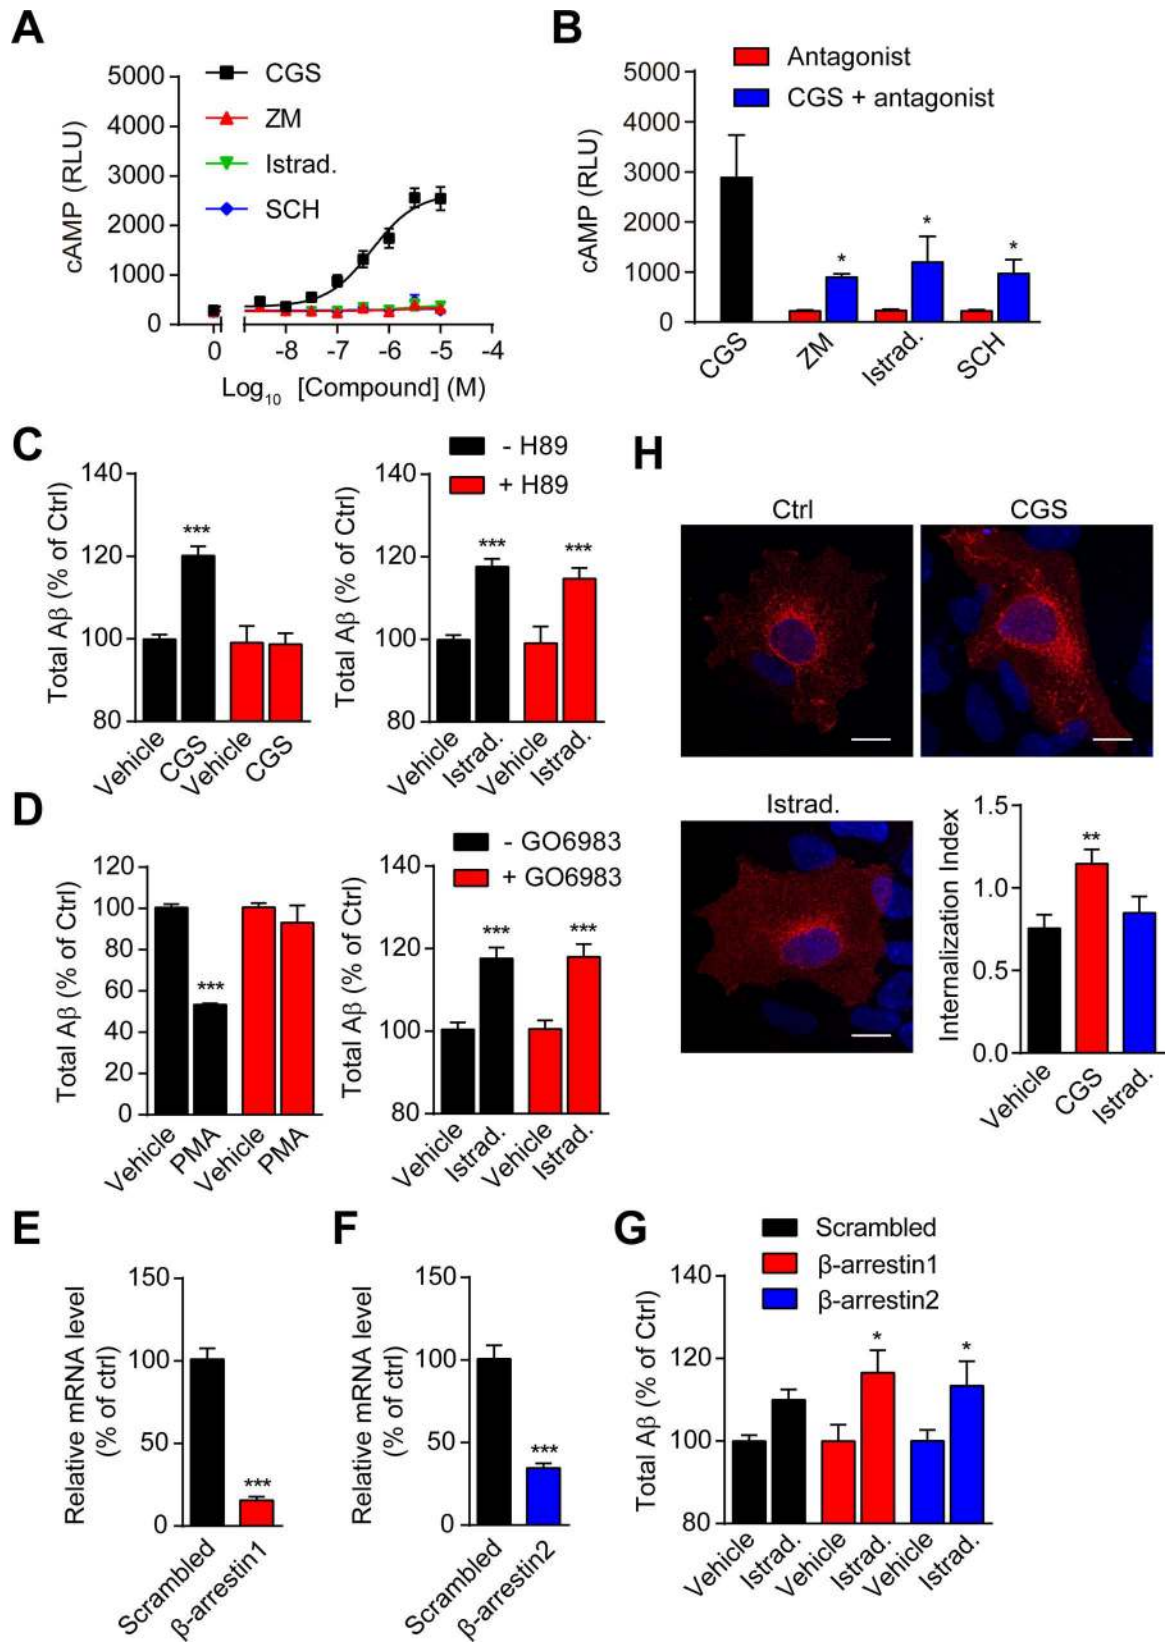 A
CGS
ZM
Istrad.
SCH
cAMP (RLU)
5000
4000
3000
2000
1000
0
0 -8 -7 -6 -5 -4
Log10 [Compound] (M)
B
Antagonist
CGS + antagonist
cAMP (RLU)
5000
4000
3000
2000
1000
0
* * *
CGS ZM Istrad. SCH
C
- H89
+ H89
Total Aβ (% of Ctrl)
140
120
100
80
***
Vehicle CGS Vehicle CGS
Total Aβ (% of Ctrl)
140
120
100
80
*** ***
Vehicle Istrad. Vehicle Istrad.
D
- GO6983
+ GO6983
Total Aβ (% of Ctrl)
120
100
80
60
40
20
0
***
Vehicle PMA Vehicle PMA
Total Aβ (% of Ctrl)
140
120
100
80
*** ***
Vehicle Istrad. Vehicle Istrad.
H
Ctrl CGS
Istrad.
Internalization Index
1.5
1.0
0.5
0.0
**
Vehicle CGS Istrad.
E
Relative mRNA level
(% of ctrl)
150
100
50
0
***
Scrambled β-arrestin1
F
Relative mRNA level
(% of ctrl)
150
100
50
0
***
Scrambled β-arrestin2
G
Scrambled
β-arrestin1
β-arrestin2
Total Aβ (% of Ctrl)
140
120
100
80
* *
Vehicle Istrad. Vehicle Istrad. Vehicle Istrad.